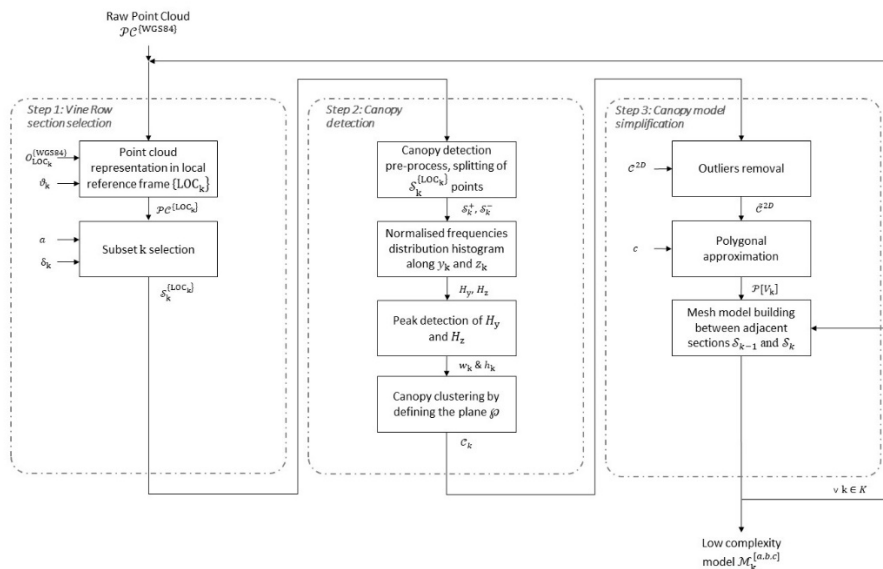 Raw Point Cloud
𝒫𝒞^{WGS84}
Step 1: Vine Row
section selection
O_{LOC_k}^{WGS84}
ϑ_k
Point cloud
representation in local
reference frame {LOC_k}
𝒫𝒞^{LOC_k}
a
δ_k
Subset k selection
𝒮_k^{LOC_k}
Step 2: Canopy
detection
Canopy detection
pre-process, splitting of
𝒮_k^{LOC_k} points
𝒮_k^+, 𝒮_k^-
Normalised frequencies
distribution histogram
along y_k and z_k
H_y, H_z
Peak detection of H_y
and H_z
w_k & h_k
Canopy clustering by
defining the plane ℘
𝒞_k
Step 3: Canopy model
simplification
𝒞^{2D}
Outliers removal
𝒞̄^{2D}
c
Polygonal
approximation
𝒫[V_k]
Mesh model building
between adjacent
sections 𝒮_{k−1} and 𝒮_k
∨ k ∈ K
Low complexity
model ℳ_k^{[a,b,c]}